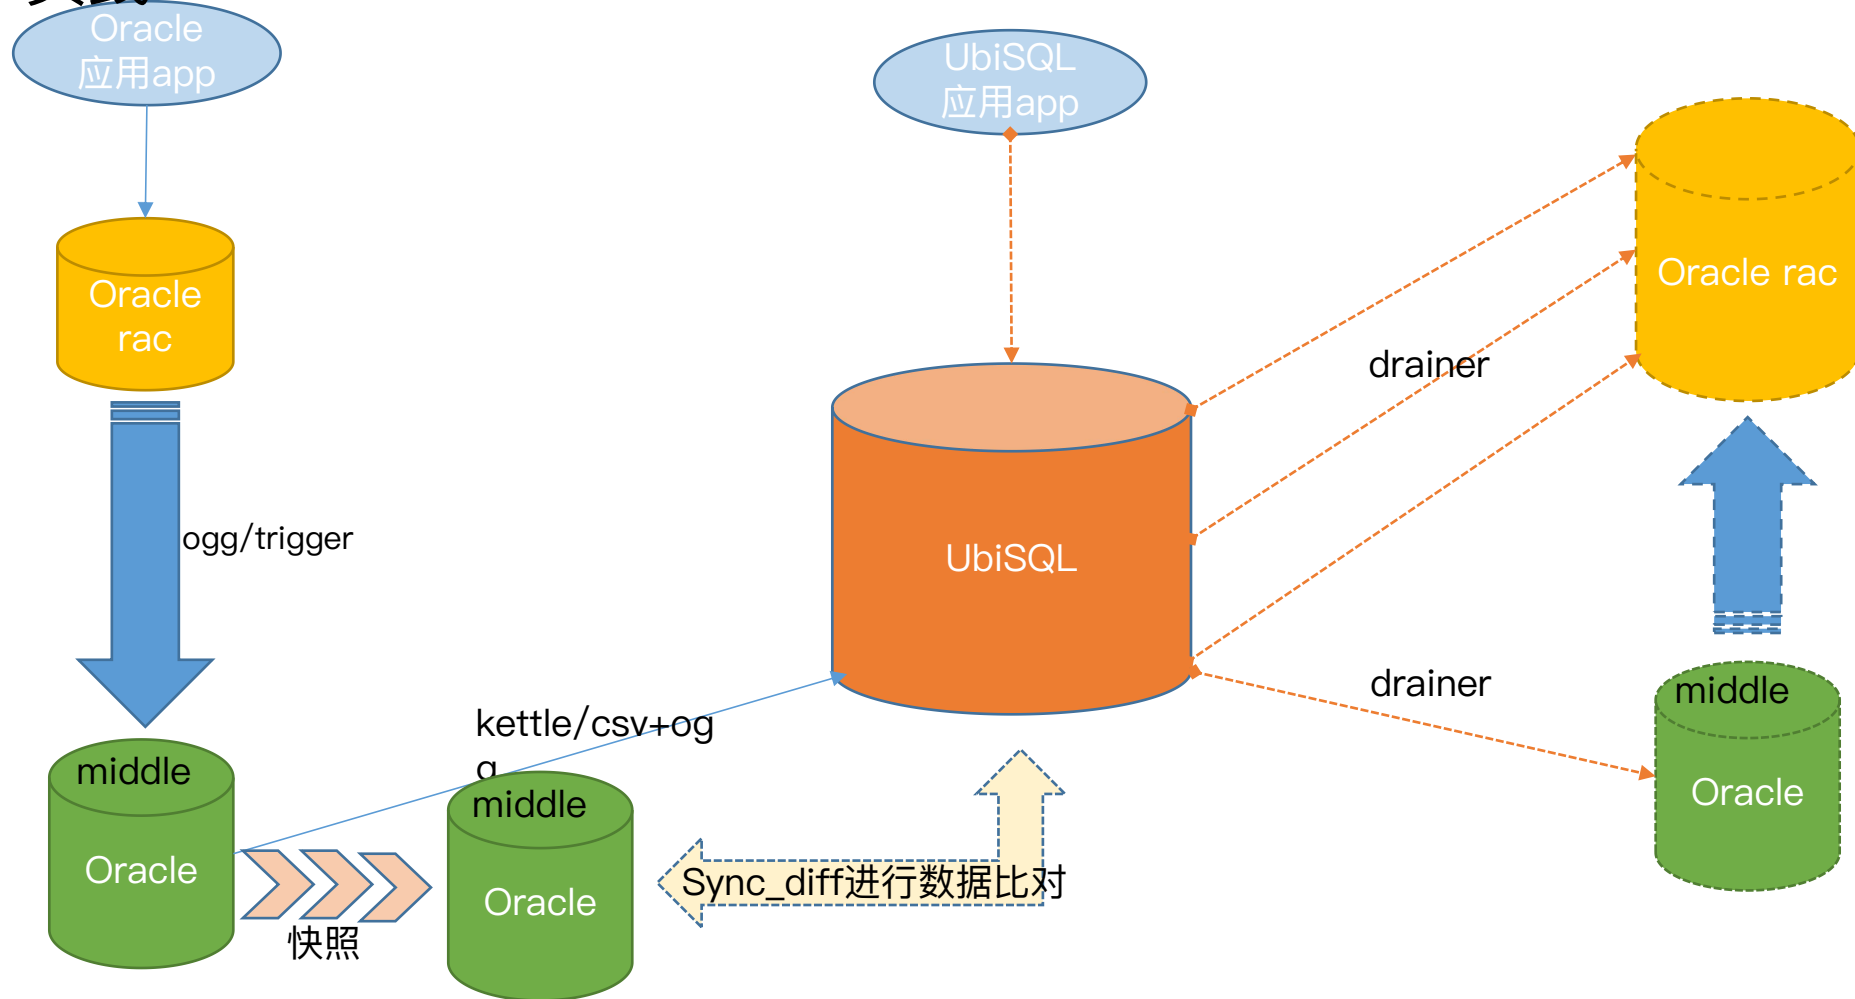 Oracle
应用app
UbiSQL
应用app
Oracle
rac
Oracle rac
drainer
ogg/trigger
UbiSQL
drainer
middle
Oracle
kettle/csv+og
g
middle
Oracle
middle
Oracle
Sync_diff进行数据比对
快照